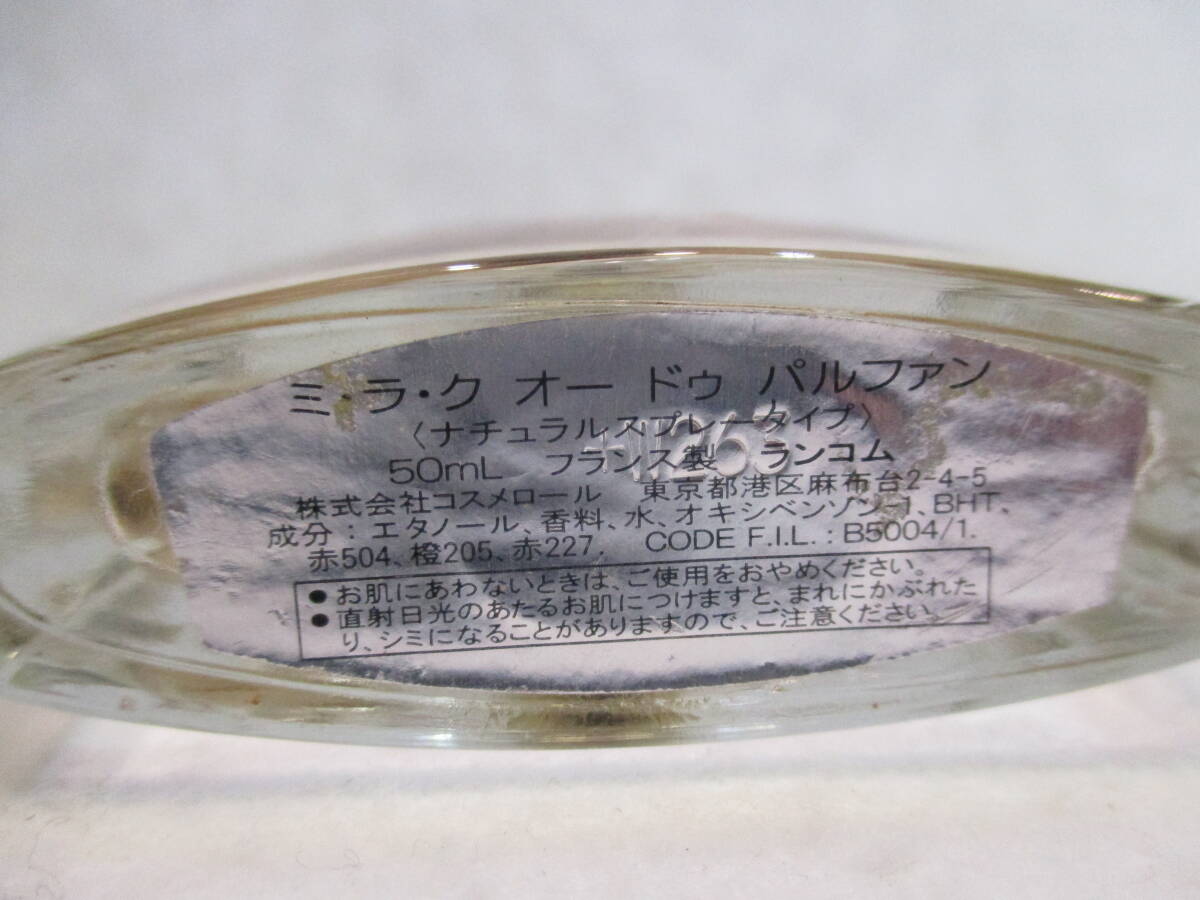 ミ・ラ・ク オー ドゥ パルファン
〈ナチュラルスプレータイプ〉
50mL フランス製 ランコム
株式会社コスメロール 東京都港区麻布台2-4-5
成分：エタノール、香料、水、オキシベンゾン-1、BHT、
赤504、橙205、赤227. CODE F.I.L. : B5004/1.
●お肌にあわないときは、ご使用をおやめください。
●直射日光のあたるお肌につけますと、まれにかぶれた
り、シミになることがありますので、ご注意ください。